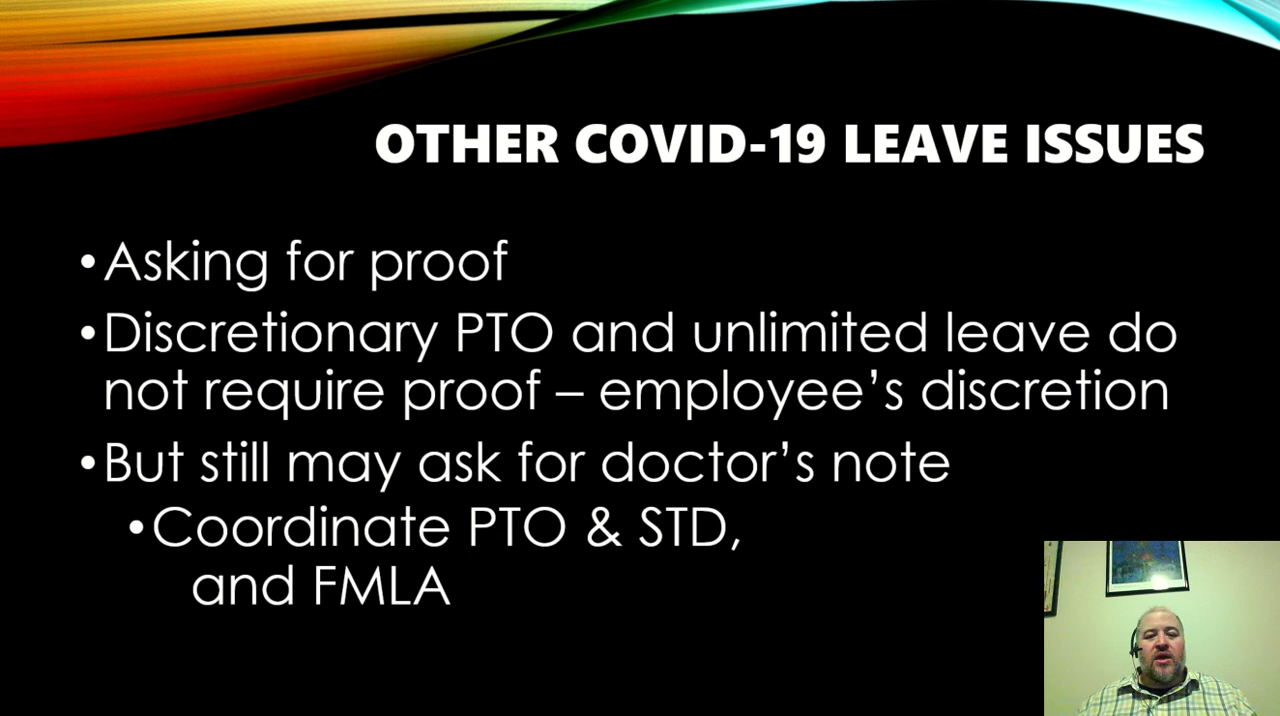 OTHER COVID-19 LEAVE ISSUES
•Asking for proof
•Discretionary PTO and unlimited leave do
not require proof – employee’s discretion
•But still may ask for doctor’s note
•Coordinate PTO & STD,
and FMLA